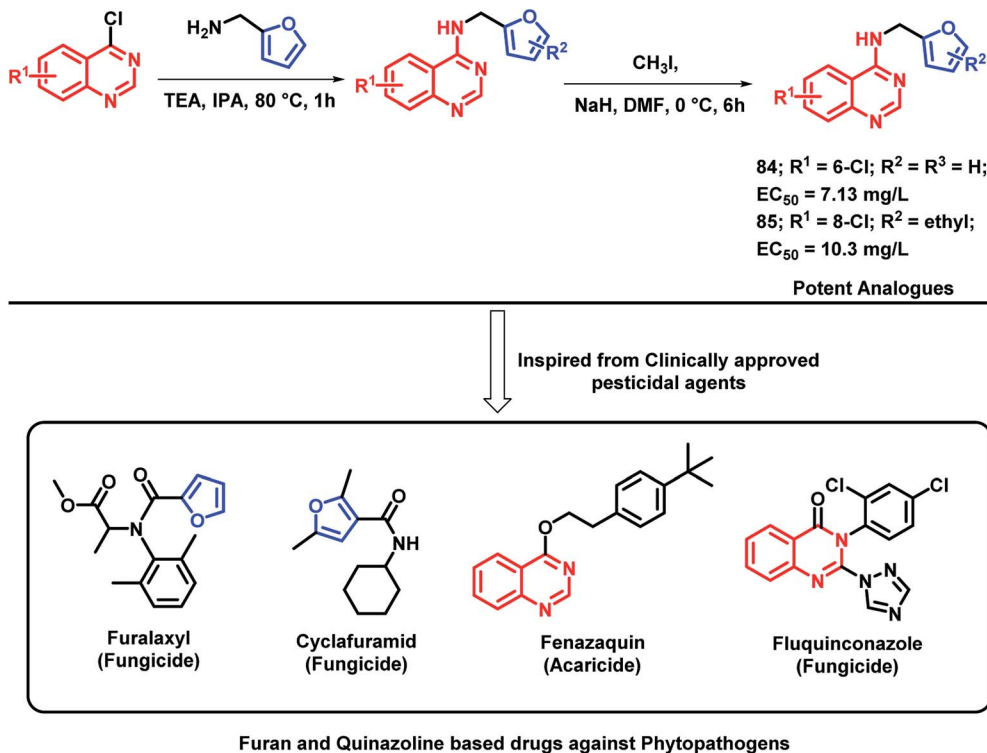 Cl
N
N
R1
H2N
O
TEA, IPA, 80 °C, 1h
HN
O
R2
N
N
R1
CH3I,
NaH, DMF, 0 °C, 6h
HN
O
R2
N
N
R1
84; R1 = 6-Cl; R2 = R3 = H;
EC50 = 7.13 mg/L
85; R1 = 8-Cl; R2 = ethyl;
EC50 = 10.3 mg/L
Potent Analogues
Inspired from Clinically approved
pesticidal agents
O
O
O
N
O
Furalaxyl
(Fungicide)
O
O
NH
Cyclafuramid
(Fungicide)
O
N
N
Fenazaquin
(Acaricide)
O
Cl
Cl
N
N
N
N
N
Fluquinconazole
(Fungicide)
Furan and Quinazoline based drugs against Phytopathogens